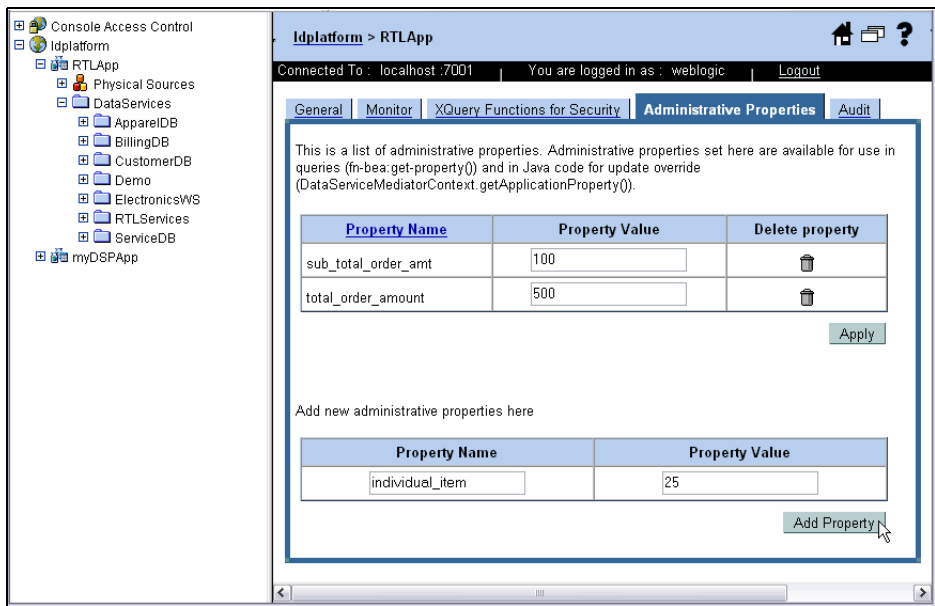 Console Access Control
ldplatform
RTLApp
Physical Sources
DataServices
ApparelDB
BillingDB
CustomerDB
Demo
ElectronicsWS
RTLServices
ServiceDB
myDSPApp
ldplatform > RTLApp
Connected To : localhost :7001 | You are logged in as : weblogic | Logout
General Monitor XQuery Functions for Security Administrative Properties Audit
This is a list of administrative properties. Administrative properties set here are available for use in
queries (fn-bea:get-property()) and in Java code for update override
(DataServiceMediatorContext.getApplicationProperty()).
Property Name Property Value Delete property
sub_total_order_amt 100
total_order_amount 500
Apply
Add new administrative properties here
Property Name Property Value
individual_item 25
Add Property